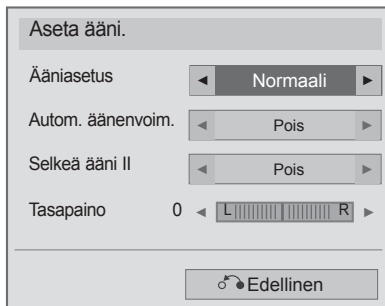 Aseta ääni.
Ääniasetus ◄ Normaali ►
Autom. äänenvoim. ◄ Pois ►
Selkeä ääni II ◄ Pois ►
Tasapaino 0 ◄ L R ►
Edellinen